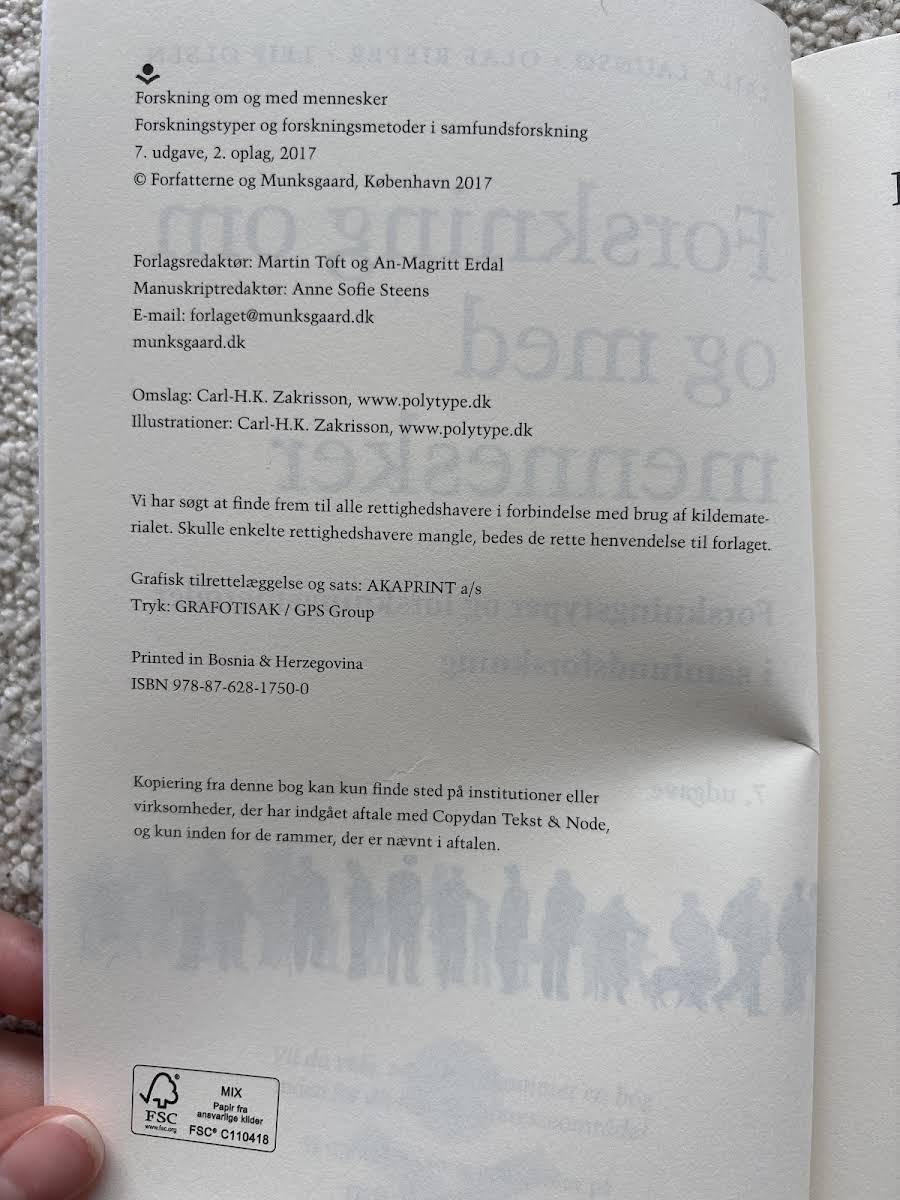 Forskning om og med mennesker
Forskningstyper og forskningsmetoder i samfundsforskning
7. udgave, 2. oplag, 2017
© Forfatterne og Munksgaard, København 2017
Forlagsredaktør: Martin Toft og An-Magritt Erdal
Manuskriptredaktør: Anne Sofie Steens
E-mail: forlaget@munksgaard.dk
munksgaard.dk
Omslag: Carl-H.K. Zakrisson, www.polytype.dk
Illustrationer: Carl-H.K. Zakrisson, www.polytype.dk
Vi har søgt at finde frem til alle rettighedshavere i forbindelse med brug af kildemate-
rialet. Skulle enkelte rettighedshavere mangle, bedes de rette henvendelse til forlaget.
Grafisk tilrettelæggelse og sats: AKAPRINT a/s
Tryk: GRAFOTISAK / GPS Group
Printed in Bosnia & Herzegovina
ISBN 978-87-628-1750-0
Kopiering fra denne bog kan kun finde sted på institutioner eller
virksomheder, der har indgået aftale med Copydan Tekst & Node,
og kun inden for de rammer, der er nævnt i aftalen.
MIX
Papir fra
ansvarlige kilder
FSC® C110418
FSC
www.fsc.org